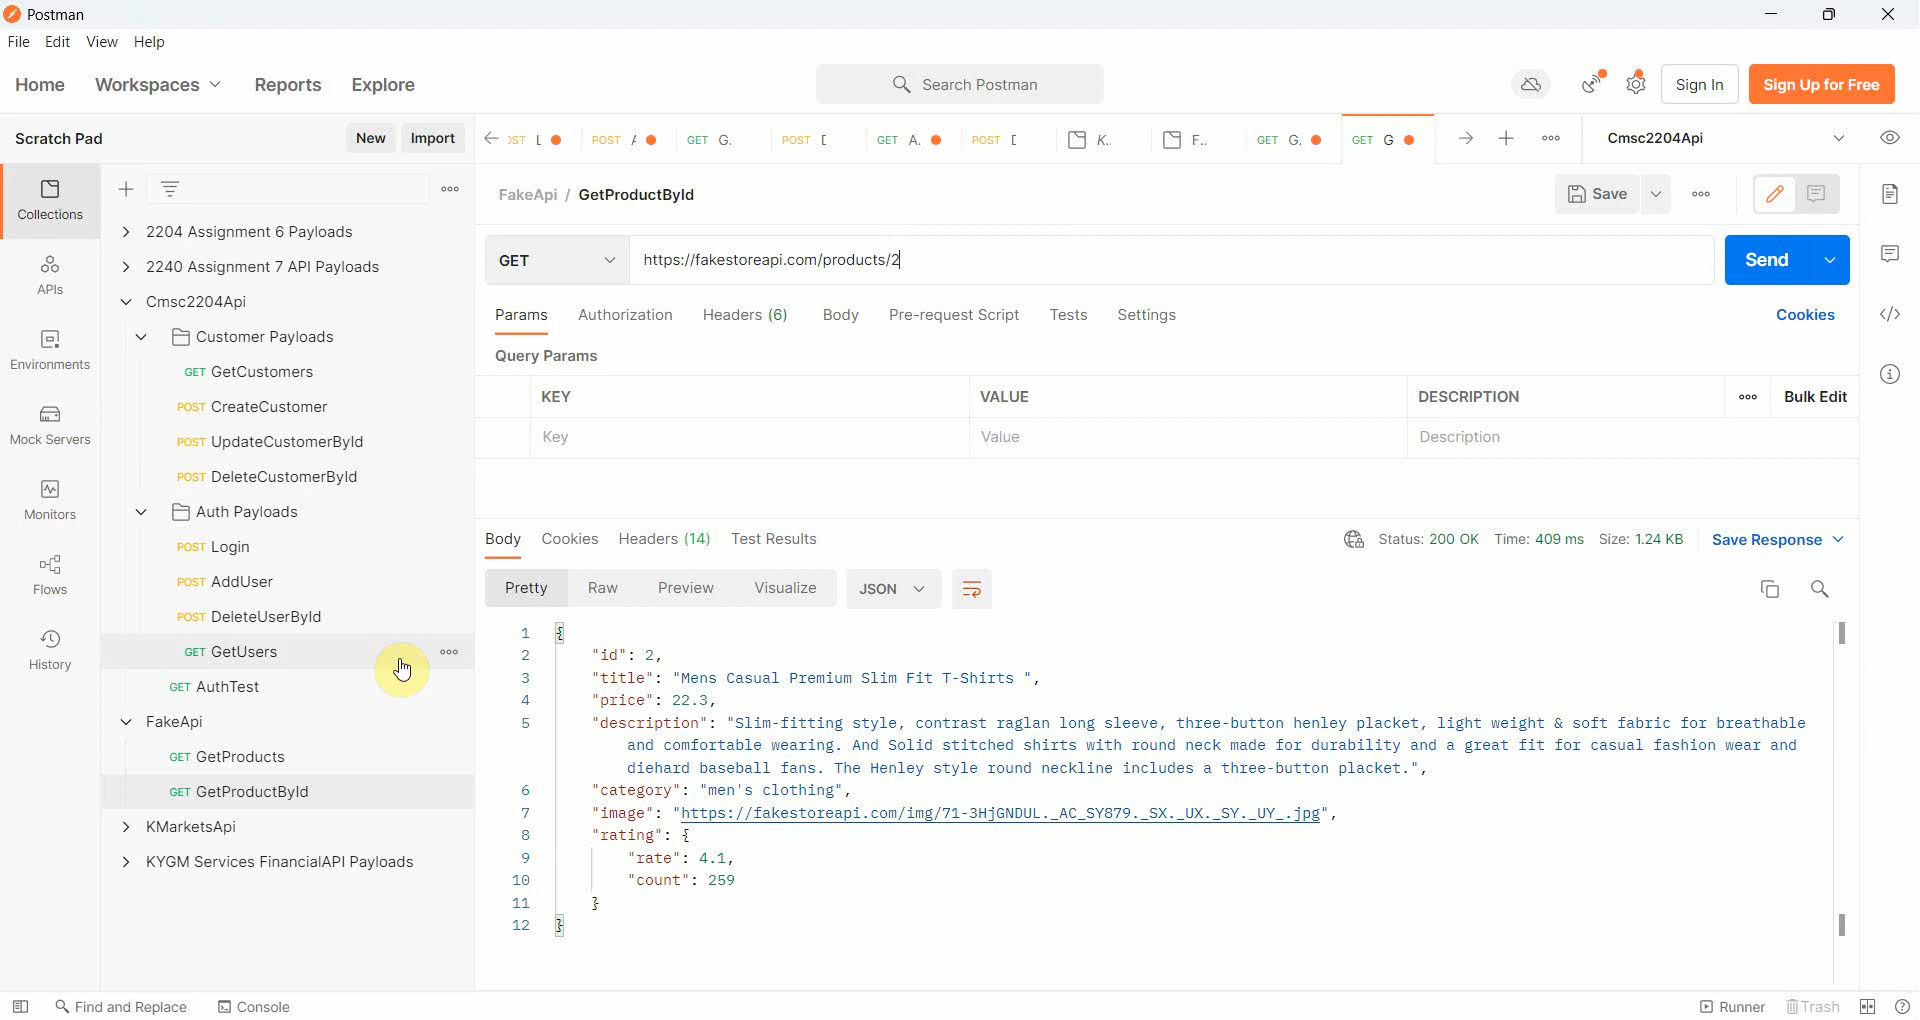 Postman
File Edit View Help
Home Workspaces Reports Explore Search Postman Sign In Sign Up for Free
Scratch Pad New Import
OST L POST A GET G. POST [ GET A. POST [ K.. F.. GET G. GET G Cmsc2204Api
Collections
APIs
Environments
Mock Servers
Monitors
Flows
History
2204 Assignment 6 Payloads
2240 Assignment 7 API Payloads
Cmsc2204Api
Customer Payloads
GET GetCustomers
POST CreateCustomer
POST UpdateCustomerById
POST DeleteCustomerById
Auth Payloads
POST Login
POST AddUser
POST DeleteUserById
GET GetUsers
GET AuthTest
FakeApi
GET GetProducts
GET GetProductById
KMarketsApi
KYGM Services FinancialAPI Payloads
FakeApi / GetProductById Save
GET https://fakestoreapi.com/products/2 Send
Params Authorization Headers (6) Body Pre-request Script Tests Settings Cookies
Query Params
KEY VALUE DESCRIPTION Bulk Edit
Key Value Description
Body Cookies Headers (14) Test Results Status: 200 OK Time: 409 ms Size: 1.24 KB Save Response
Pretty Raw Preview Visualize JSON
1 {
2 "id": 2,
3 "title": "Mens Casual Premium Slim Fit T-Shirts ",
4 "price": 22.3,
5 "description": "Slim-fitting style, contrast raglan long sleeve, three-button henley placket, light weight & soft fabric for breathable
and comfortable wearing. And Solid stitched shirts with round neck made for durability and a great fit for casual fashion wear and
diehard baseball fans. The Henley style round neckline includes a three-button placket.",
6 "category": "men's clothing",
7 "image": "https://fakestoreapi.com/img/71-3HjGNDUL._AC_SY879._SX._UX._SY._UY_.jpg",
8 "rating": {
9 "rate": 4.1,
10 "count": 259
11 }
12 }
Find and Replace Console Runner Trash